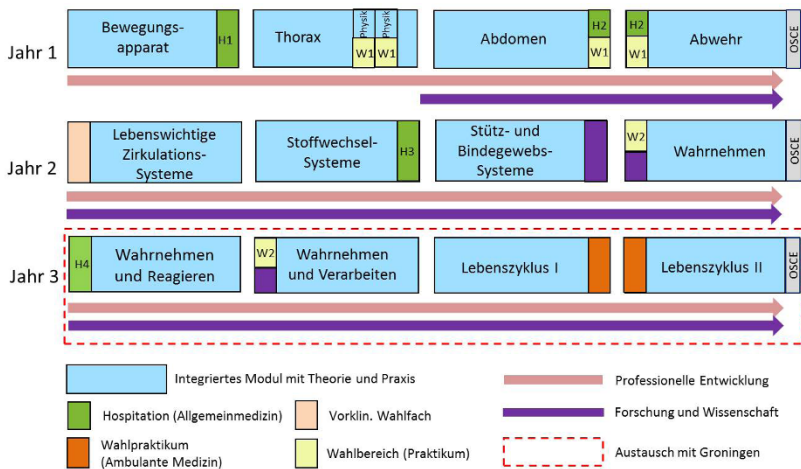 Bewegungs-
apparat
H1
Thorax
Physik
Physik
W1
W1
Abdomen
H2
W1
H2
W1
Abwehr
OSCE
Jahr 1
Lebenswichtige
Zirkulations-
Systeme
Stoffwechsel-
Systeme
H3
Stütz- und
Bindegewebs-
Systeme
W2
Wahrnehmen
OSCE
Jahr 2
Jahr 3
H4
Wahrnehmen
und Reagieren
W2
Wahrnehmen
und Verarbeiten
Lebenszyklus I
Lebenszyklus II
OSCE
Integriertes Modul mit Theorie und Praxis
Professionelle Entwicklung
Hospitation (Allgemeinmedizin)
Vorklin. Wahlfach
Forschung und Wissenschaft
Wahlpraktikum
(Ambulante Medizin)
Wahlbereich (Praktikum)
Austausch mit Groningen